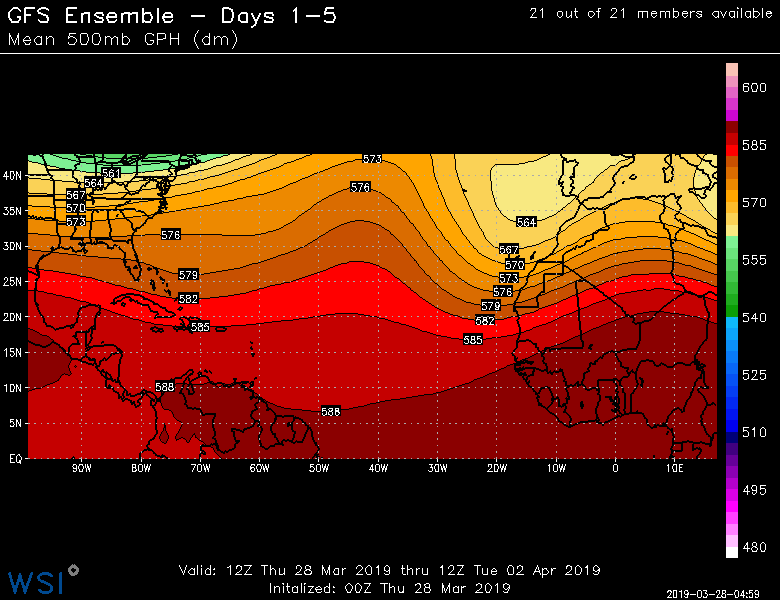 GFS Ensemble – Days 1–5
21 out of 21 members available
Mean 500mb GPH (dm)
600
585
570
555
540
525
510
495
480
40N
35N
30N
25N
20N
15N
10N
5N
EQ
561
564
567
570
573
576
579
582
585
588
573
576
588
564
567
570
573
576
579
582
585
90W
80W
70W
60W
50W
40W
30W
20W
10W
0
10E
Valid: 12Z Thu 28 Mar 2019 thru 12Z Tue 02 Apr 2019
Initalized: 00Z Thu 28 Mar 2019
WSI
2019-03-28-04:59